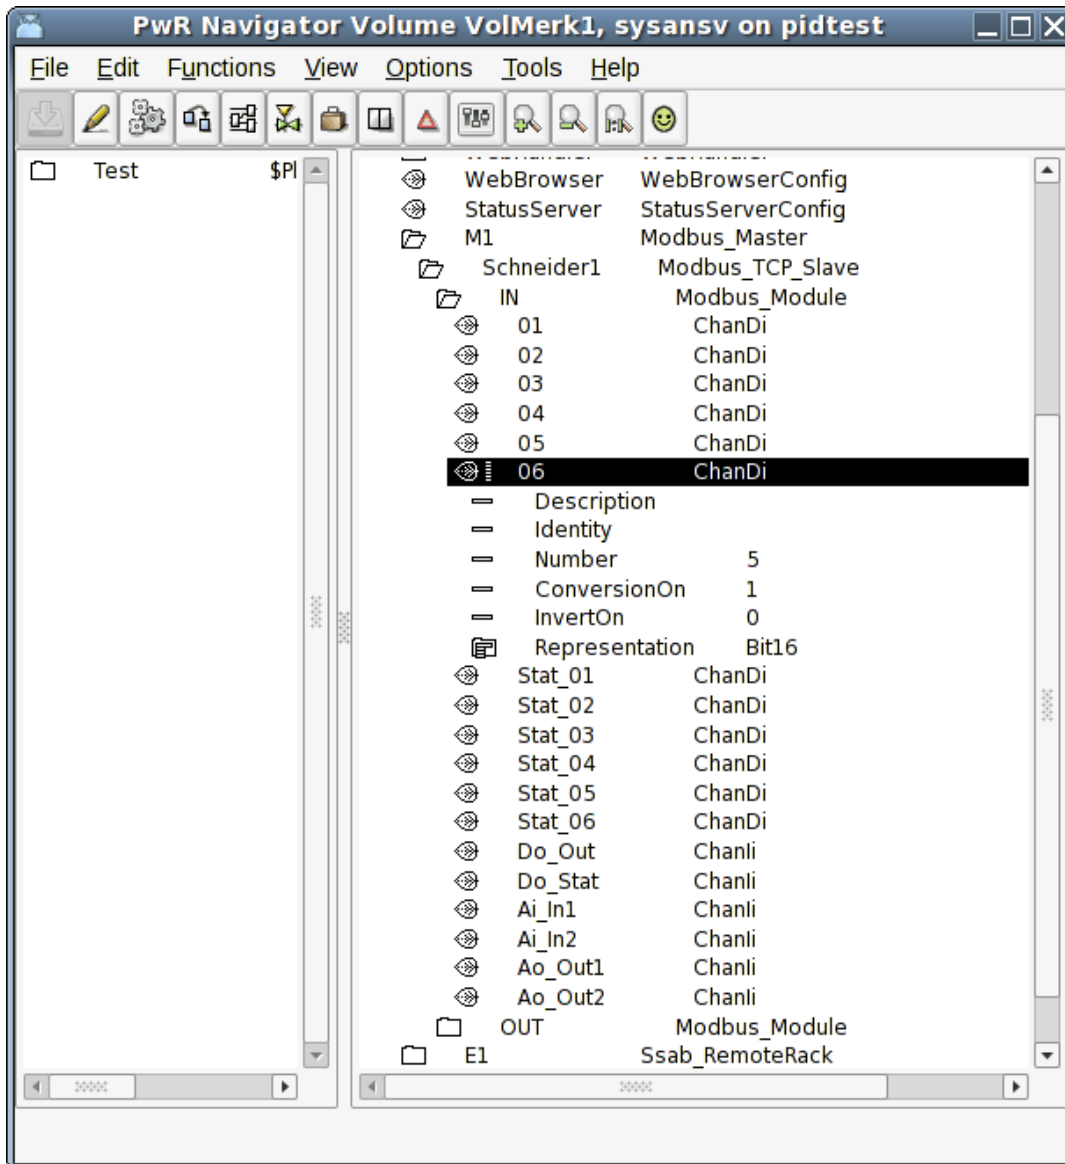 PwR Navigator Volume VolMerk1, sysansv on pidtest
File Edit Functions View Options Tools Help
Test $Pl
WebHandler WebHandler
WebBrowser WebBrowserConfig
StatusServer StatusServerConfig
M1 Modbus_Master
Schneider1 Modbus_TCP_Slave
IN Modbus_Module
01 ChanDi
02 ChanDi
03 ChanDi
04 ChanDi
05 ChanDi
06 ChanDi
Description
Identity
Number 5
ConversionOn 1
InvertOn 0
Representation Bit16
Stat_01 ChanDi
Stat_02 ChanDi
Stat_03 ChanDi
Stat_04 ChanDi
Stat_05 ChanDi
Stat_06 ChanDi
Do_Out ChanIi
Do_Stat ChanIi
Ai_In1 ChanIi
Ai_In2 ChanIi
Ao_Out1 ChanIi
Ao_Out2 ChanIi
OUT Modbus_Module
E1 Ssab_RemoteRack